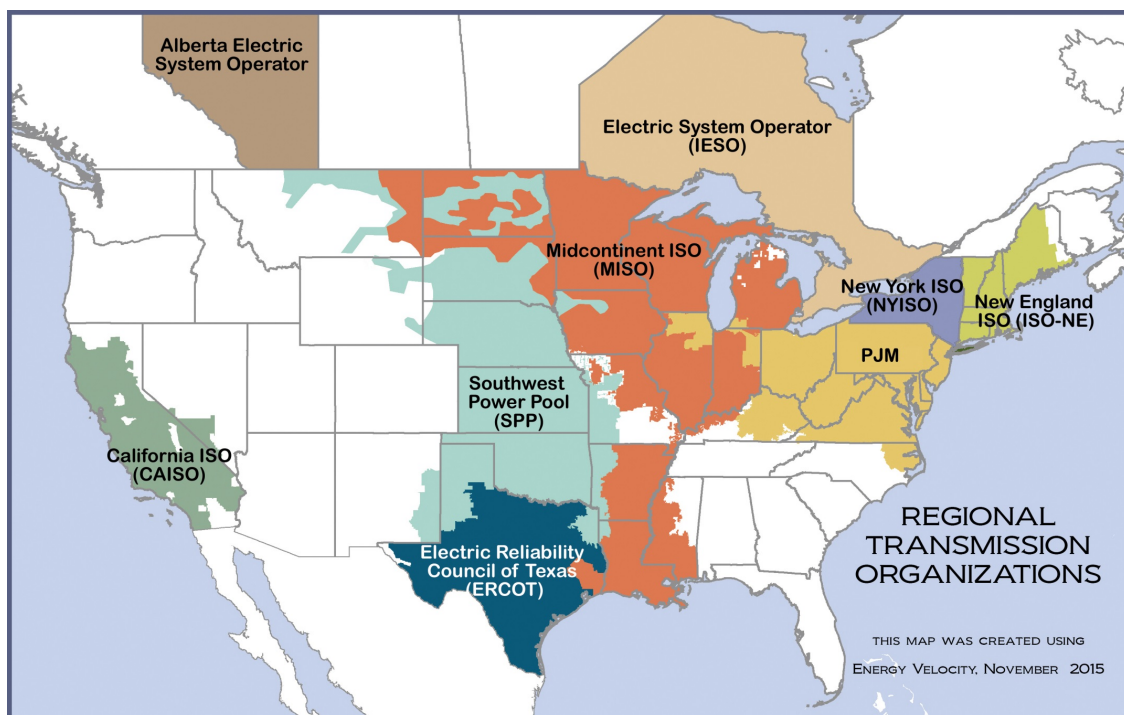 Alberta Electric
System Operator
Electric System Operator
(IESO)
Midcontinent ISO
(MISO)
New York ISO
(NYISO)
New England
ISO (ISO-NE)
PJM
Southwest
Power Pool
(SPP)
California ISO
(CAISO)
Electric Reliability
Council of Texas
(ERCOT)
REGIONAL
TRANSMISSION
ORGANIZATIONS
THIS MAP WAS CREATED USING
ENERGY VELOCITY, NOVEMBER 2015